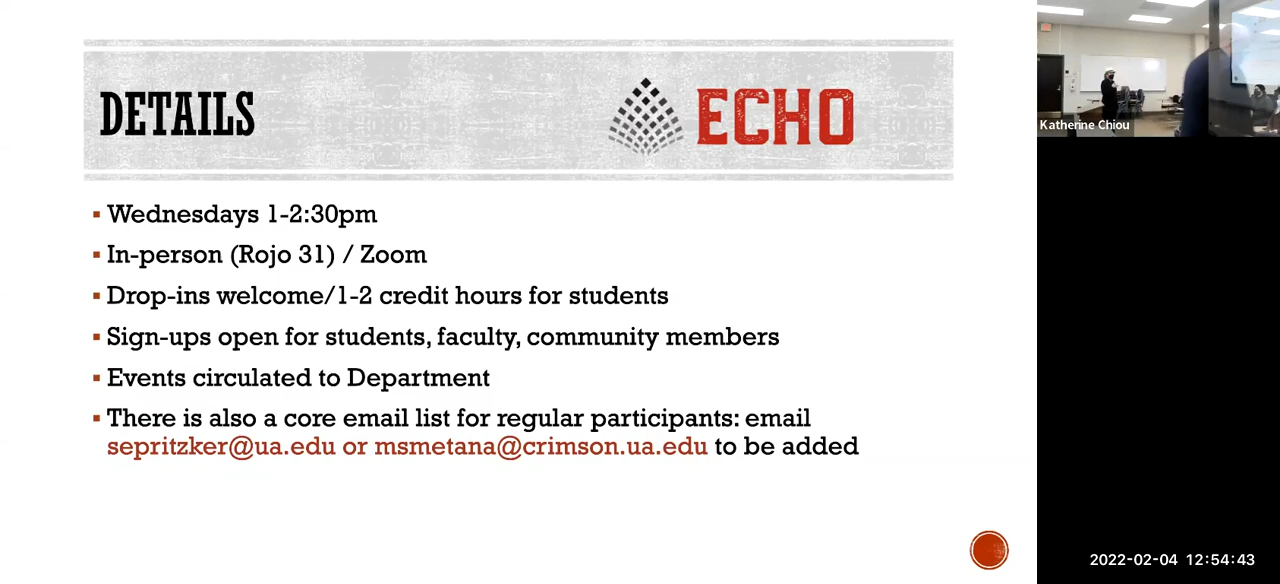 DETAILS
ECHO
Wednesdays 1-2:30pm
In-person (Rojo 31) / Zoom
Drop-ins welcome/1-2 credit hours for students
Sign-ups open for students, faculty, community members
Events circulated to Department
There is also a core email list for regular participants: email
sepritzker@ua.edu or msmetana@crimson.ua.edu to be added
Katherine Chiou
2022-02-04 12:54:43